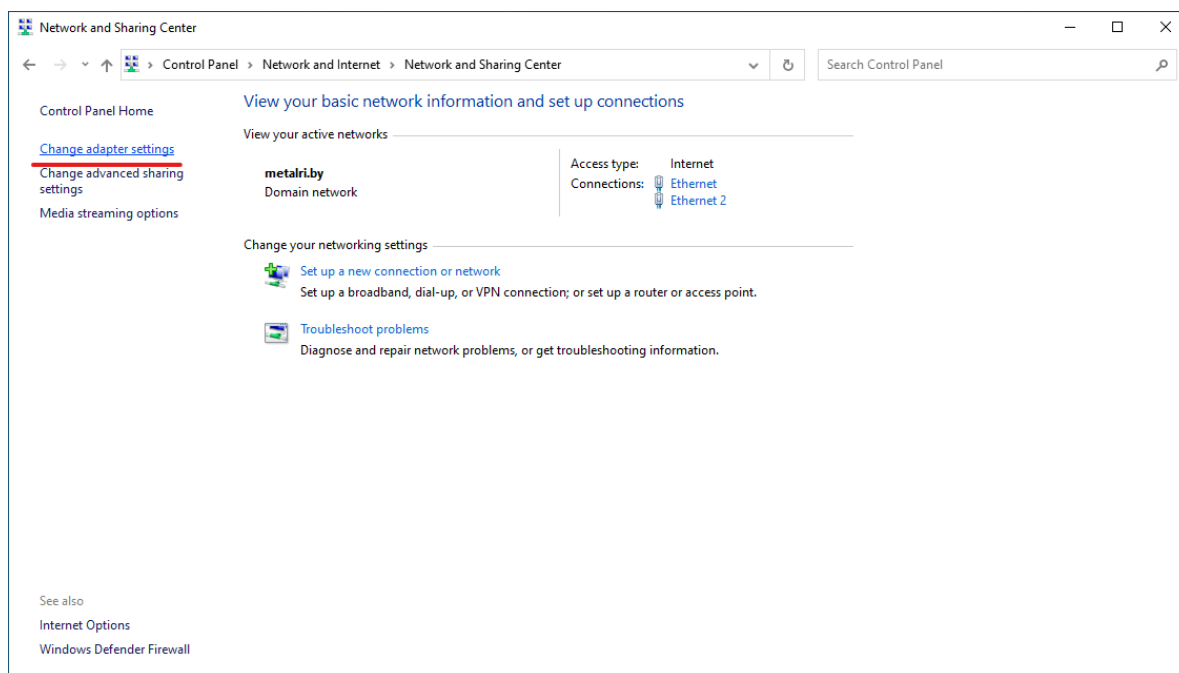 Network and Sharing Center
Control Panel > Network and Internet > Network and Sharing Center
Search Control Panel
Control Panel Home
Change adapter settings
Change advanced sharing
settings
Media streaming options
View your basic network information and set up connections
View your active networks
metalri.by
Domain network
Access type: Internet
Connections: Ethernet
Ethernet 2
Change your networking settings
Set up a new connection or network
Set up a broadband, dial-up, or VPN connection; or set up a router or access point.
Troubleshoot problems
Diagnose and repair network problems, or get troubleshooting information.
See also
Internet Options
Windows Defender Firewall